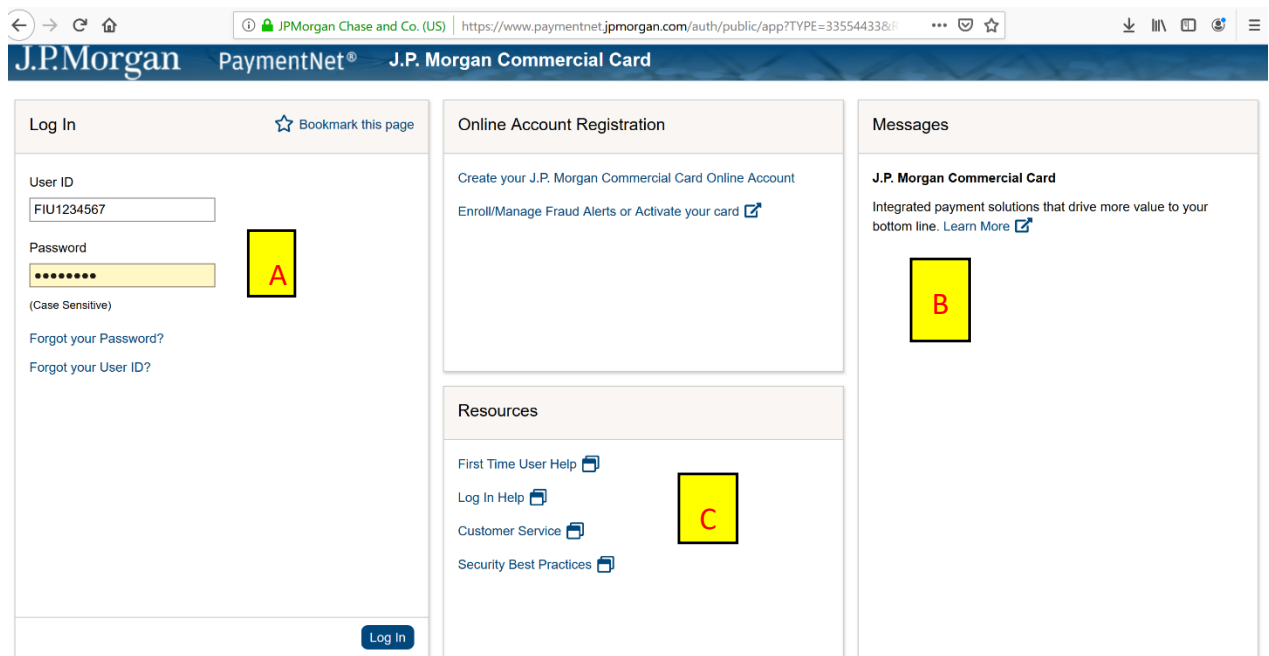 JPMorgan Chase and Co. (US) https://www.paymentnet.jpmorgan.com/auth/public/app?TYPE=33554433&
J.P.Morgan PaymentNet® J.P. Morgan Commercial Card
Log In
Bookmark this page
User ID
FIU1234567
Password
••••••••
A
(Case Sensitive)
Forgot your Password?
Forgot your User ID?
Log In
Online Account Registration
Create your J.P. Morgan Commercial Card Online Account
Enroll/Manage Fraud Alerts or Activate your card
Resources
First Time User Help
Log In Help
Customer Service
Security Best Practices
C
Messages
J.P. Morgan Commercial Card
Integrated payment solutions that drive more value to your
bottom line. Learn More
B